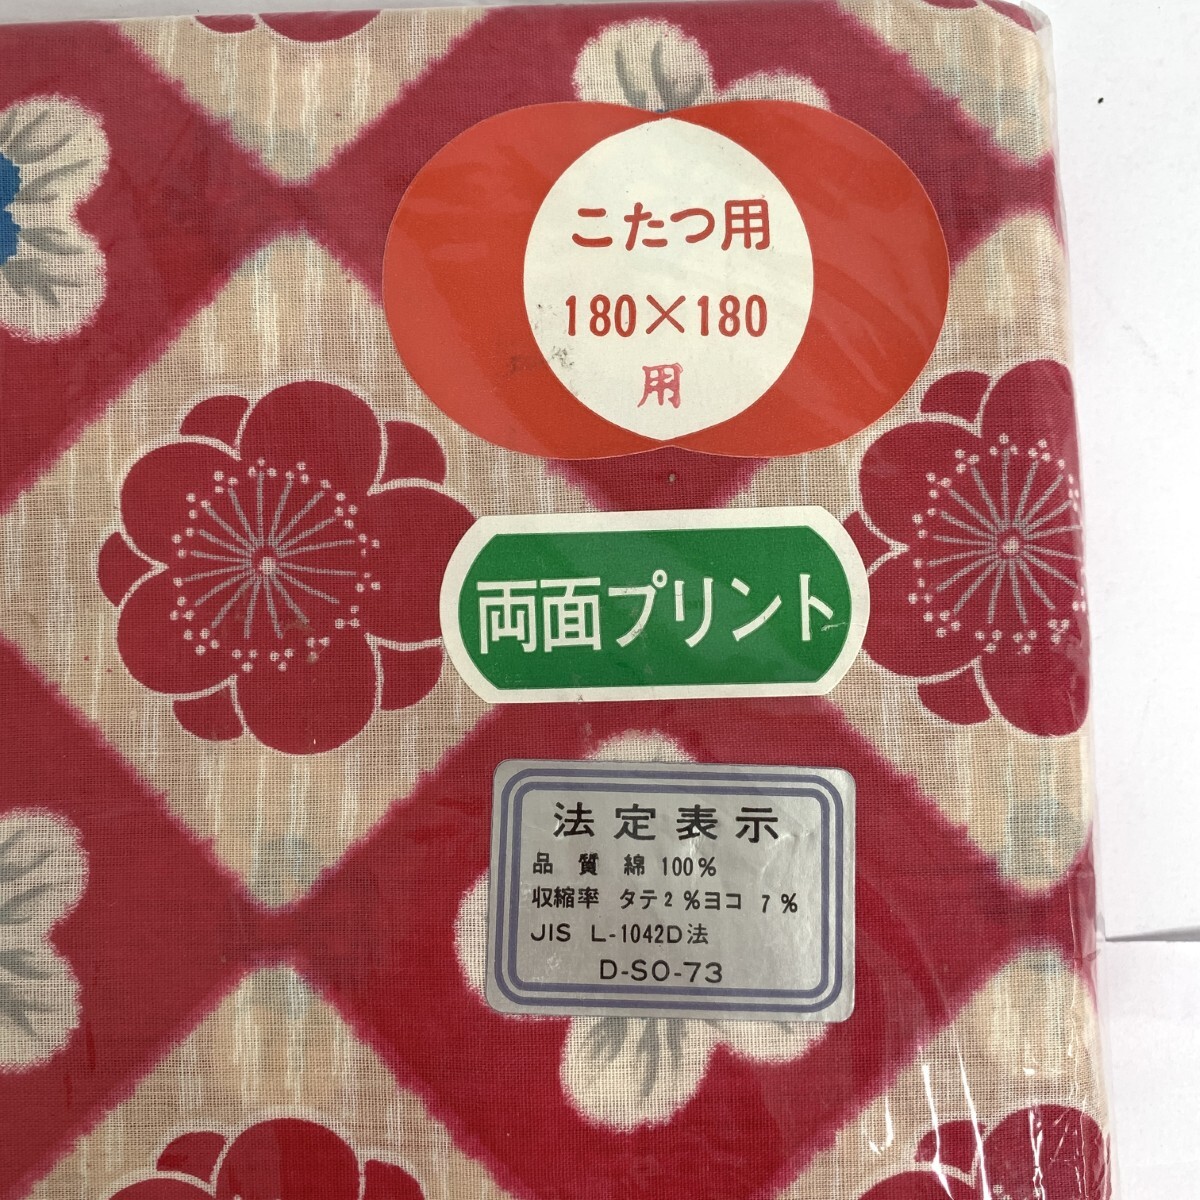 こたつ用
180×180
用
両面プリント
法定表示
品質 綿 100%
収縮率 タテ2%ヨコ 7%
JIS L-1042D法
D-SO-73